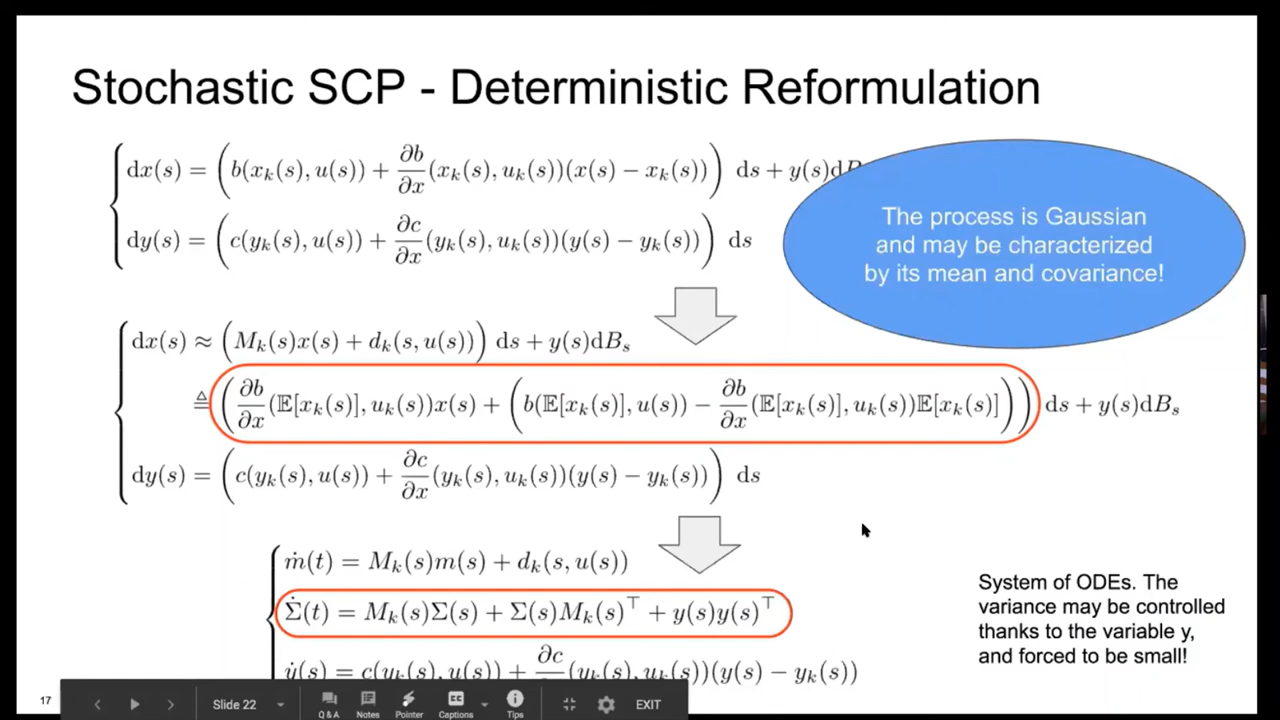 Stochastic SCP - Deterministic Reformulation
dx(s) = (b(x_k(s), u(s)) + ∂b/∂x (x_k(s), u_k(s))(x(s) − x_k(s))) ds + y(s)d
dy(s) = (c(y_k(s), u(s)) + ∂c/∂x (y_k(s), u_k(s))(y(s) − y_k(s))) ds
The process is Gaussian
and may be characterized
by its mean and covariance!
dx(s) ≈ (M_k(s)x(s) + d_k(s, u(s))) ds + y(s)dB_s
≜ (∂b/∂x (𝔼[x_k(s)], u_k(s))x(s) + (b(𝔼[x_k(s)], u(s)) − ∂b/∂x (𝔼[x_k(s)], u_k(s))𝔼[x_k(s)])) ds + y(s)dB_s
dy(s) = (c(y_k(s), u(s)) + ∂c/∂x (y_k(s), u_k(s))(y(s) − y_k(s))) ds
ṁ(t) = M_k(s)m(s) + d_k(s, u(s))
Σ̇(t) = M_k(s)Σ(s) + Σ(s)M_k(s)^⊤ + y(s)y(s)^⊤
ẏ(s) = c(y_k(s), u(s)) + ∂c/∂x (y_k(s), u_k(s))(y(s) − y_k(s))
System of ODEs. The
variance may be controlled
thanks to the variable y,
and forced to be small!
17
Slide 22
Q & A
Notes
Pointer
CC
Captions
Tips
EXIT